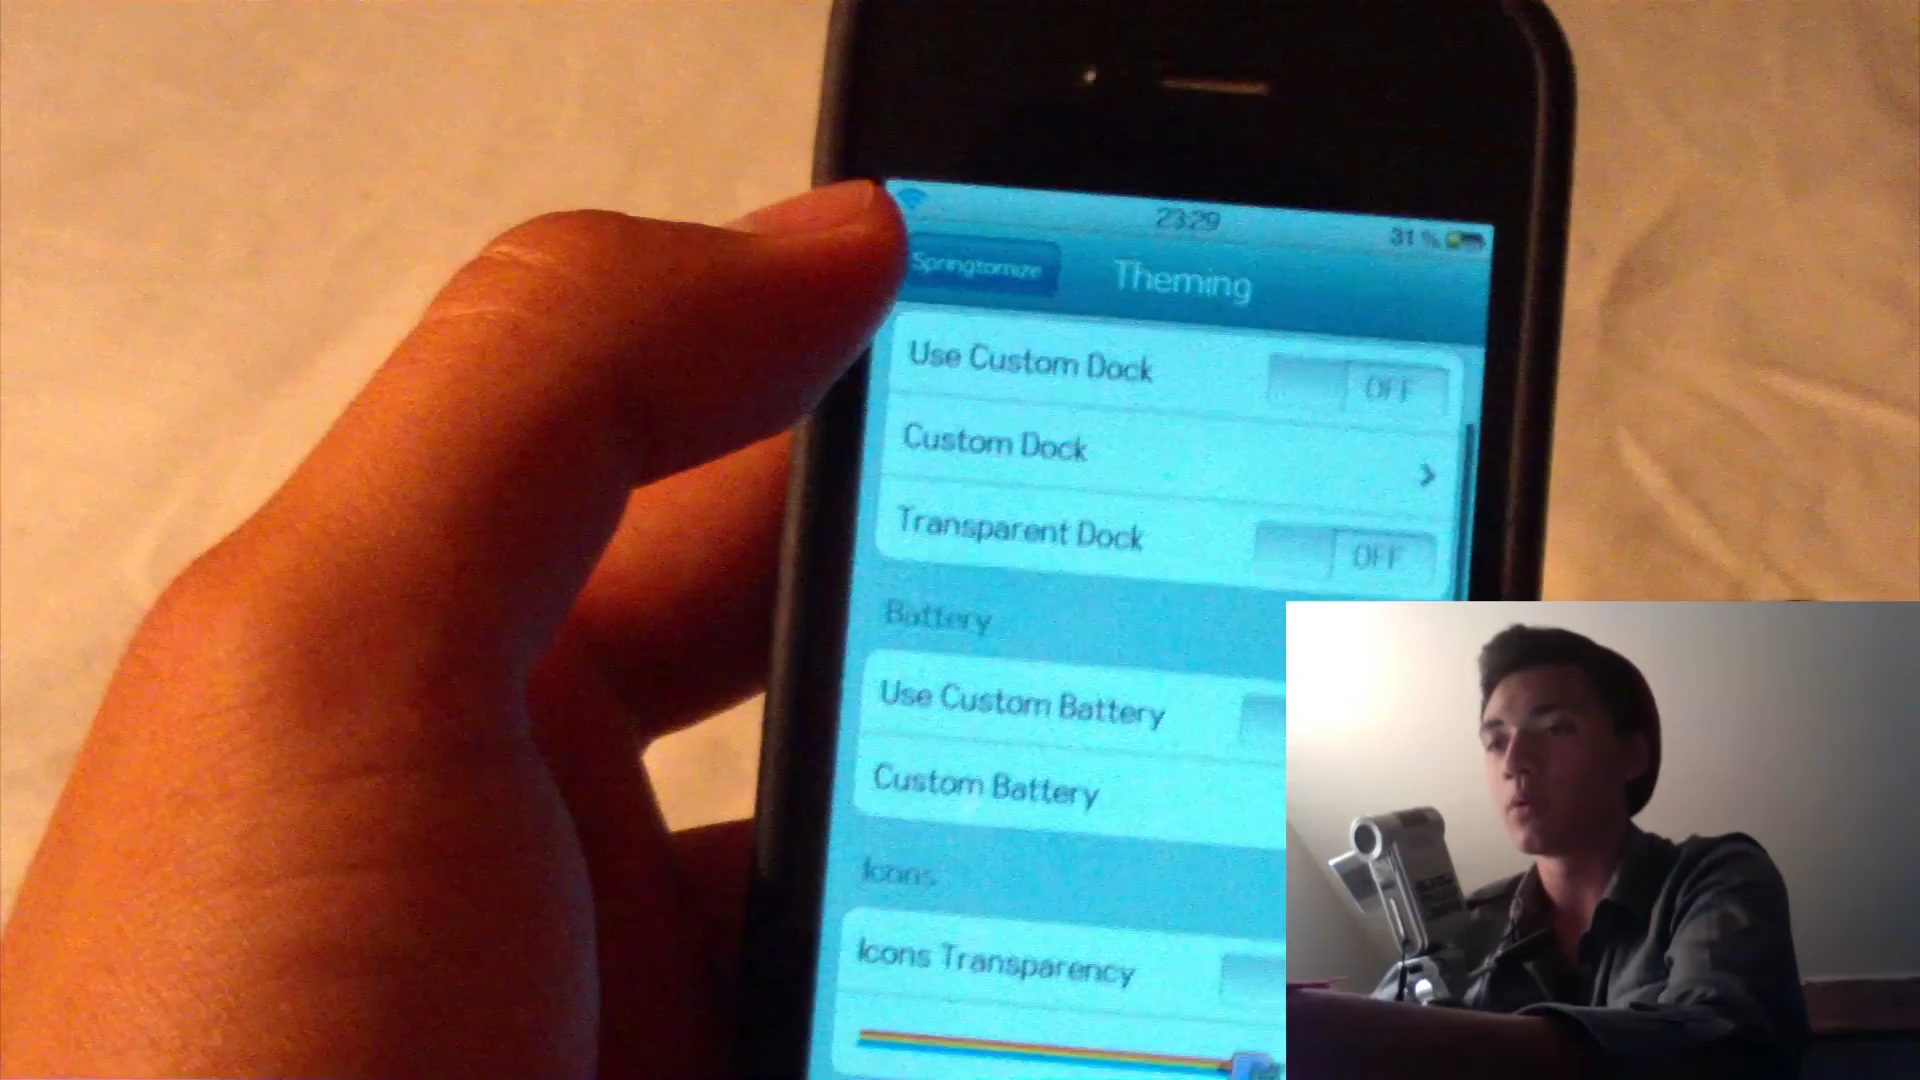 23:29
31 %
Springtomize
Theming
Use Custom Dock
OFF
Custom Dock
Transparent Dock
OFF
Battery
Use Custom Battery
Custom Battery
Icons
Icons Transparency